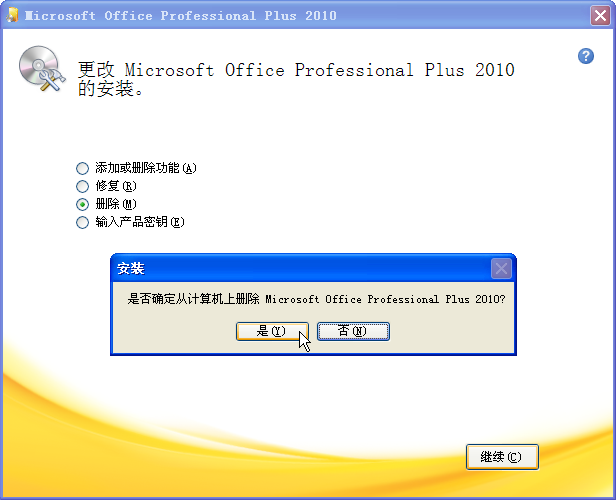 Microsoft Office Professional Plus 2010
更改 Microsoft Office Professional Plus 2010
的安装。
?
添加或删除功能(A)
修复(R)
删除(M)
输入产品密钥(E)
安装
是否确定从计算机上删除 Microsoft Office Professional Plus 2010?
是(Y) 否(N)
继续(C)